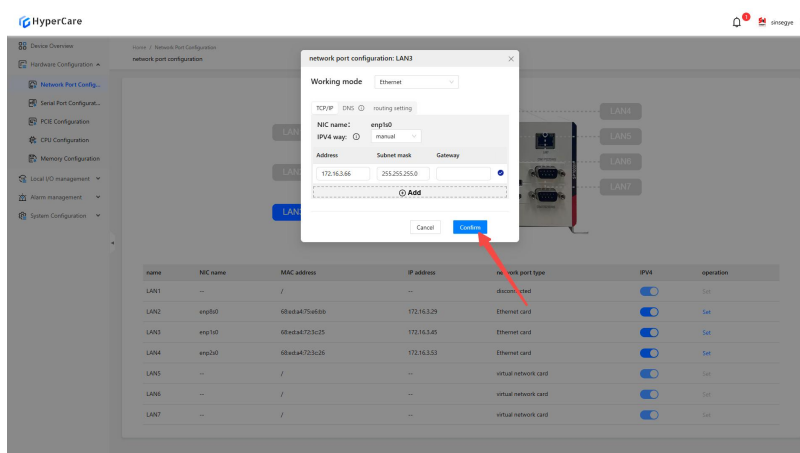 HyperCare
1
sinsegye
Device Overview
Hardware Configuration
Network Port Config...
Serial Port Configurat...
PCIE Configuration
CPU Configuration
Memory Configuration
Local I/O management
Alarm management
System Configuration
Home / Network Port Configuration
network port configuration
network port configuration: LAN3
Working mode Ethernet
TCP/IP DNS routing setting
NIC name: enp1s0
IPV4 way: manual
Address Subnet mask Gateway
172.16.3.66 255.255.255.0
Add
Cancel Confirm
LAN4
LAN5
LAN6
LAN7
name NIC name MAC address IP address network port type IPV4 operation
LAN1 -- / --- disconnected Set
LAN2 enp8s0 68:ed:a4:75:e6:bb 172.16.3.29 Ethernet card Set
LAN3 enp1s0 68:ed:a4:72:3c:25 172.16.3.45 Ethernet card Set
LAN4 enp2s0 68:ed:a4:72:3c:26 172.16.3.53 Ethernet card Set
LAN5 -- / --- virtual network card Set
LAN6 -- / --- virtual network card Set
LAN7 -- / --- virtual network card Set